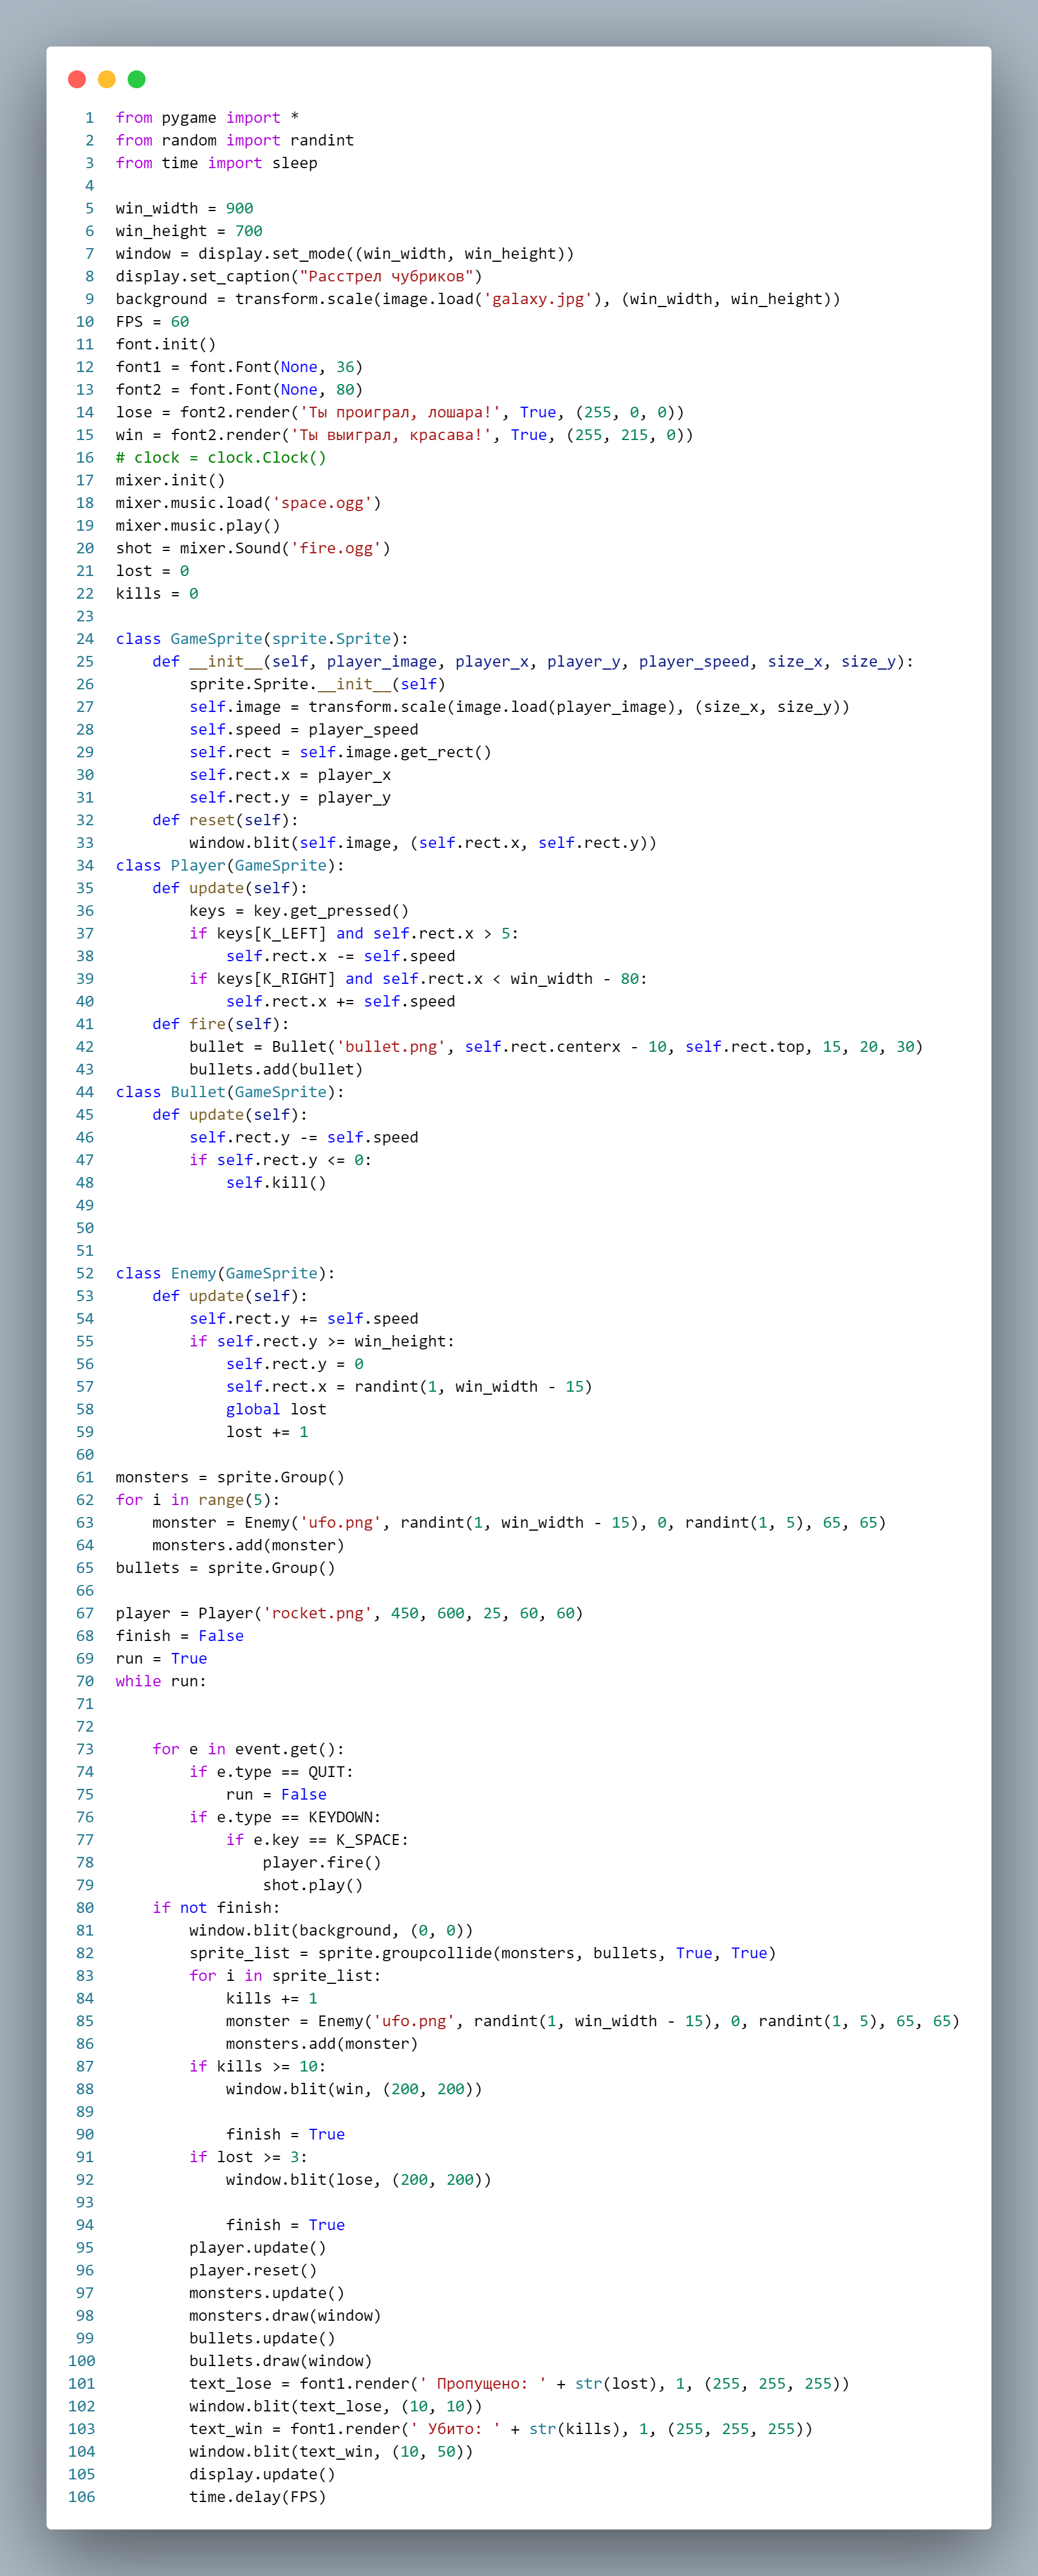 1 from pygame import *
2 from random import randint
3 from time import sleep
4
5 win_width = 900
6 win_height = 700
7 window = display.set_mode((win_width, win_height))
8 display.set_caption("Расстрел чубриков")
9 background = transform.scale(image.load('galaxy.jpg'), (win_width, win_height))
10 FPS = 60
11 font.init()
12 font1 = font.Font(None, 36)
13 font2 = font.Font(None, 80)
14 lose = font2.render('Ты проиграл, лошара!', True, (255, 0, 0))
15 win = font2.render('Ты выиграл, красава!', True, (255, 215, 0))
16 # clock = clock.Clock()
17 mixer.init()
18 mixer.music.load('space.ogg')
19 mixer.music.play()
20 shot = mixer.Sound('fire.ogg')
21 lost = 0
22 kills = 0
23
24 class GameSprite(sprite.Sprite):
25     def __init__(self, player_image, player_x, player_y, player_speed, size_x, size_y):
26         sprite.Sprite.__init__(self)
27         self.image = transform.scale(image.load(player_image), (size_x, size_y))
28         self.speed = player_speed
29         self.rect = self.image.get_rect()
30         self.rect.x = player_x
31         self.rect.y = player_y
32     def reset(self):
33         window.blit(self.image, (self.rect.x, self.rect.y))
34 class Player(GameSprite):
35     def update(self):
36         keys = key.get_pressed()
37         if keys[K_LEFT] and self.rect.x > 5:
38             self.rect.x -= self.speed
39         if keys[K_RIGHT] and self.rect.x < win_width - 80:
40             self.rect.x += self.speed
41     def fire(self):
42         bullet = Bullet('bullet.png', self.rect.centerx - 10, self.rect.top, 15, 20, 30)
43         bullets.add(bullet)
44 class Bullet(GameSprite):
45     def update(self):
46         self.rect.y -= self.speed
47         if self.rect.y <= 0:
48             self.kill()
49
50
51
52 class Enemy(GameSprite):
53     def update(self):
54         self.rect.y += self.speed
55         if self.rect.y >= win_height:
56             self.rect.y = 0
57             self.rect.x = randint(1, win_width - 15)
58             global lost
59             lost += 1
60
61 monsters = sprite.Group()
62 for i in range(5):
63     monster = Enemy('ufo.png', randint(1, win_width - 15), 0, randint(1, 5), 65, 65)
64     monsters.add(monster)
65 bullets = sprite.Group()
66
67 player = Player('rocket.png', 450, 600, 25, 60, 60)
68 finish = False
69 run = True
70 while run:
71
72
73     for e in event.get():
74         if e.type == QUIT:
75             run = False
76         if e.type == KEYDOWN:
77             if e.key == K_SPACE:
78                 player.fire()
79                 shot.play()
80     if not finish:
81         window.blit(background, (0, 0))
82         sprite_list = sprite.groupcollide(monsters, bullets, True, True)
83         for i in sprite_list:
84             kills += 1
85             monster = Enemy('ufo.png', randint(1, win_width - 15), 0, randint(1, 5), 65, 65)
86             monsters.add(monster)
87         if kills >= 10:
88             window.blit(win, (200, 200))
89
90             finish = True
91         if lost >= 3:
92             window.blit(lose, (200, 200))
93
94             finish = True
95         player.update()
96         player.reset()
97         monsters.update()
98         monsters.draw(window)
99         bullets.update()
100         bullets.draw(window)
101         text_lose = font1.render(' Пропущено: ' + str(lost), 1, (255, 255, 255))
102         window.blit(text_lose, (10, 10))
103         text_win = font1.render(' Убито: ' + str(kills), 1, (255, 255, 255))
104         window.blit(text_win, (10, 50))
105         display.update()
106         time.delay(FPS)